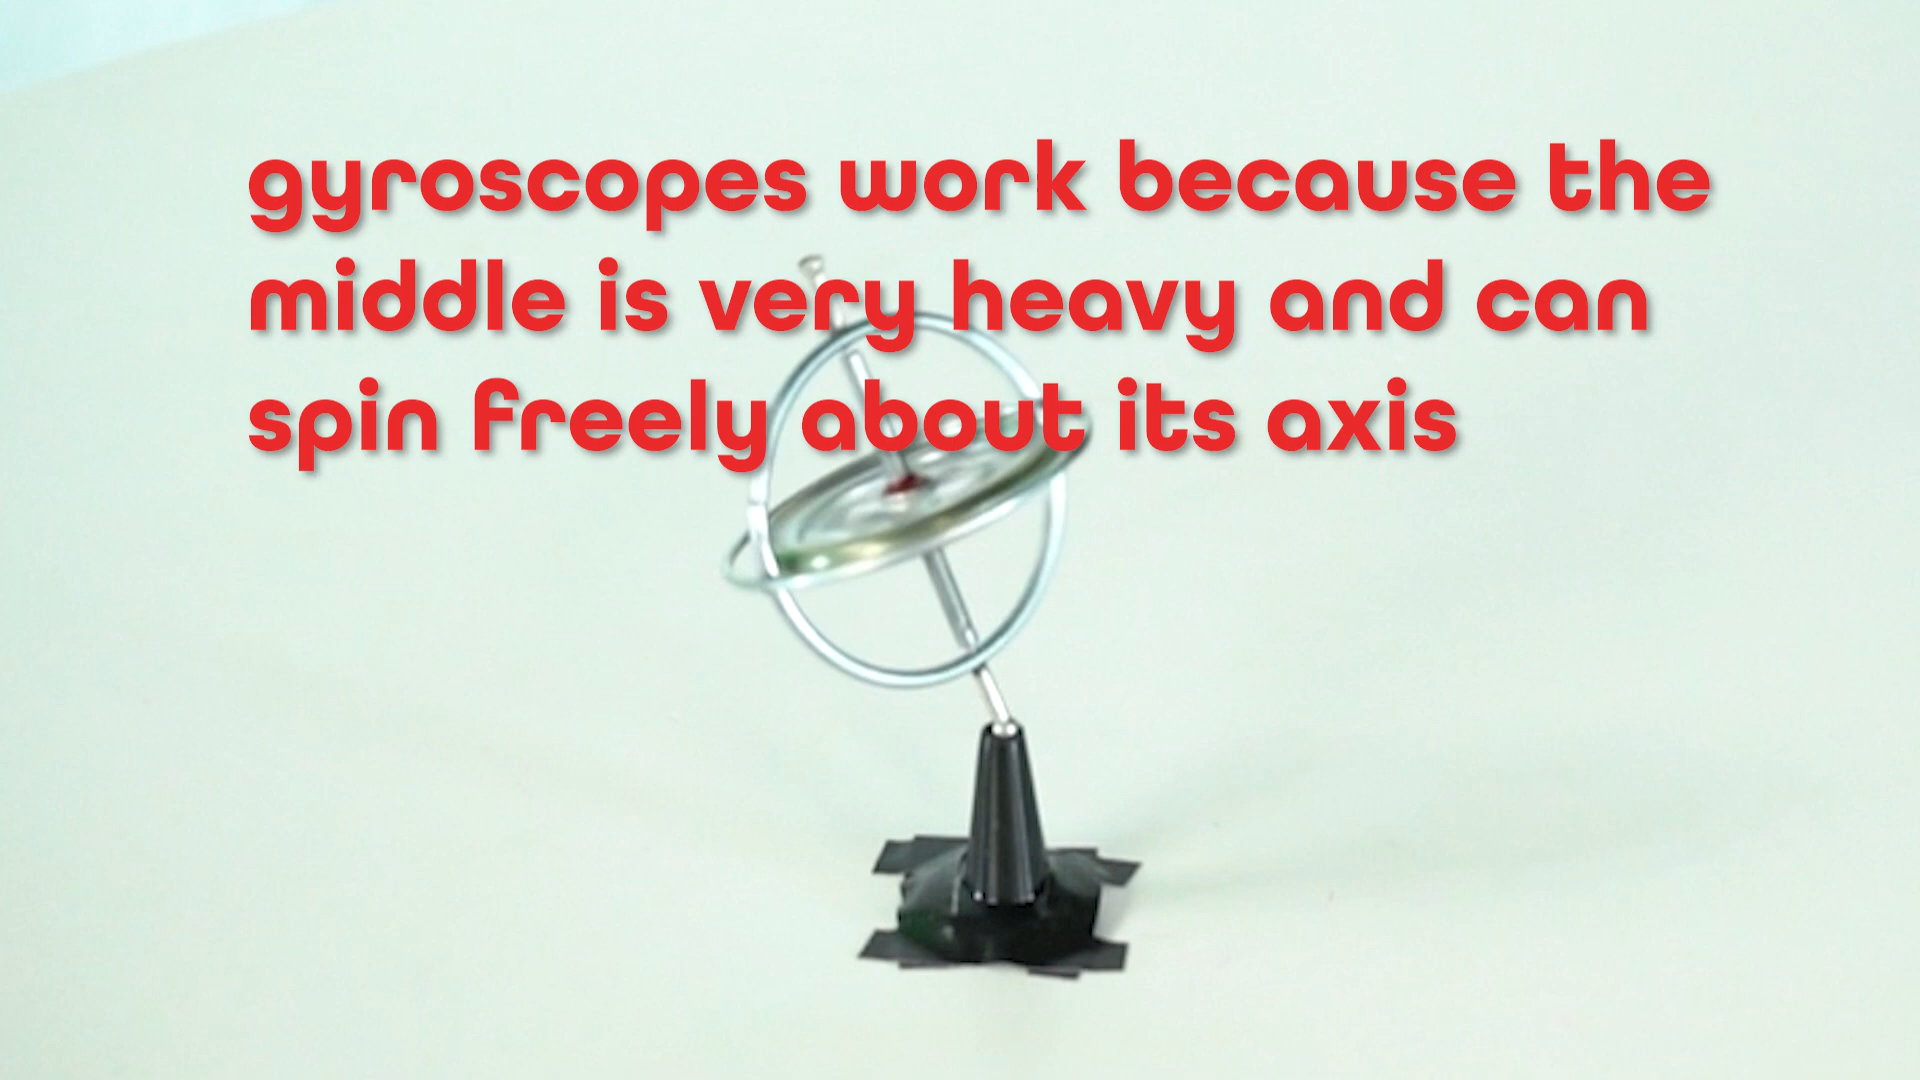 gyroscopes work because the
middle is very heavy and can
spin freely about its axis